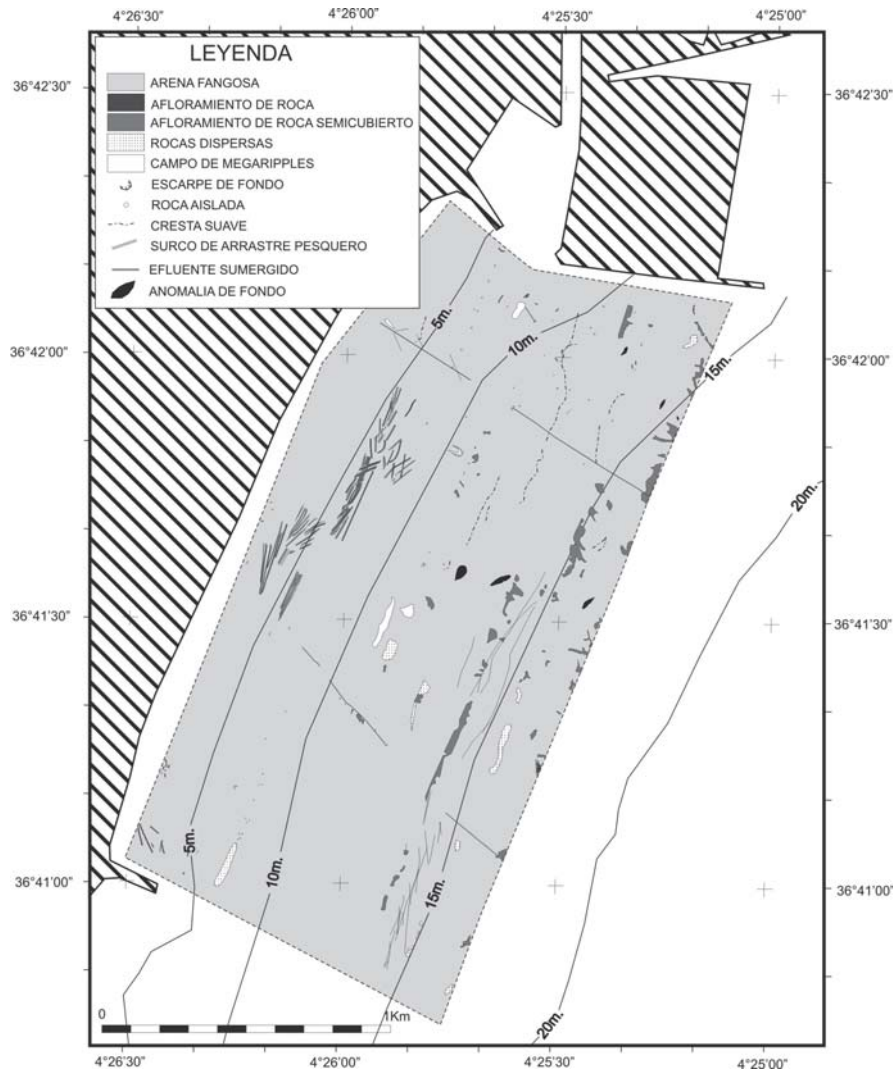 4°26'30" 4°26'00" 4°25'30" 4°25'00"
LEYENDA
ARENA FANGOSA
AFLORAMIENTO DE ROCA
AFLORAMIENTO DE ROCA SEMICUBIERTO
ROCAS DISPERSAS
CAMPO DE MEGARIPPLES
ESCARPE DE FONDO
ROCA AISLADA
CRESTA SUAVE
SURCO DE ARRASTRE PESQUERO
EFLUENTE SUMERGIDO
ANOMALIA DE FONDO
36°42'30" 36°42'30"
5m.
10m.
36°42'00" 36°42'00"
15m.
20m.
36°41'30" 36°41'30"
5m.
10m.
15m.
36°41'00" 36°41'00"
20m.
0 1Km
4°26'30" 4°26'00" 4°25'30" 4°25'00"